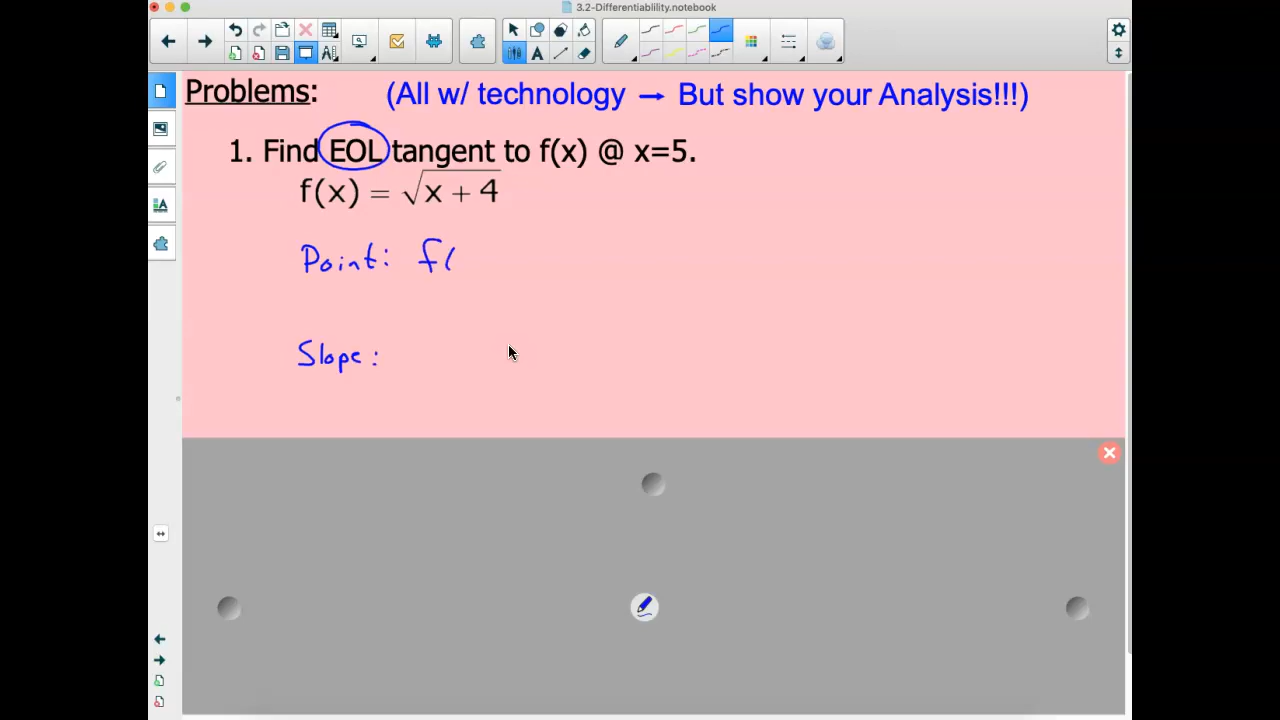 3.2-Differentiablility.notebook
Problems: (All w/ technology → But show your Analysis!!!)
1. Find EOL tangent to f(x) @ x=5.
f(x) = √(x + 4)
Point: f(
Slope: